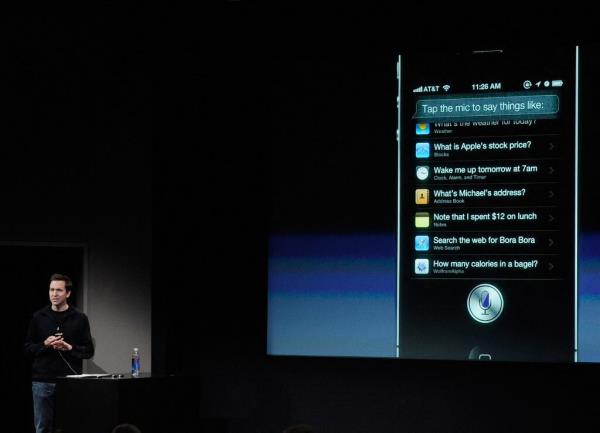 AT&T 11:26 AM
Tap the mic to say things like:
What's the weather for today?
Weather
What is Apple's stock price?
Stocks
Wake me up tomorrow at 7am
Clock, Alarm, and Timer
What's Michael's address?
Address Book
Note that I spent $12 on lunch
Notes
Search the web for Bora Bora
Web Search
How many calories in a bagel?
WolframAlpha